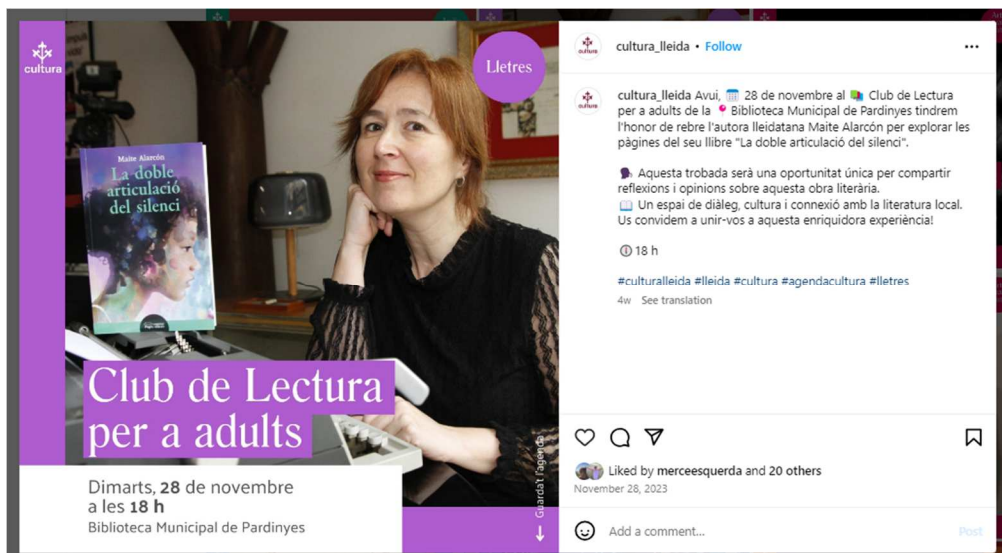 cultura
Lletres
Maite Alarcón
La doble
articulació
del silenci
Club de Lectura
per a adults
Dimarts, 28 de novembre
a les 18 h
Biblioteca Municipal de Pardinyes
Guarda't l'agenda
cultura_lleida • Follow
cultura_lleida Avui, 28 de novembre al Club de Lectura
per a adults de la Biblioteca Municipal de Pardinyes tindrem
l'honor de rebre l'autora lleidatana Maite Alarcón per explorar les
pàgines del seu llibre "La doble articulació del silenci".
Aquesta trobada serà una oportunitat única per compartir
reflexions i opinions sobre aquesta obra literària.
Un espai de diàleg, cultura i connexió amb la literatura local.
Us convidem a unir-vos a aquesta enriquidora experiència!
18 h
#culturalleida #lleida #cultura #agendacultura #lletres
4w See translation
Liked by merceesquerda and 20 others
November 28, 2023
Add a comment...
Post